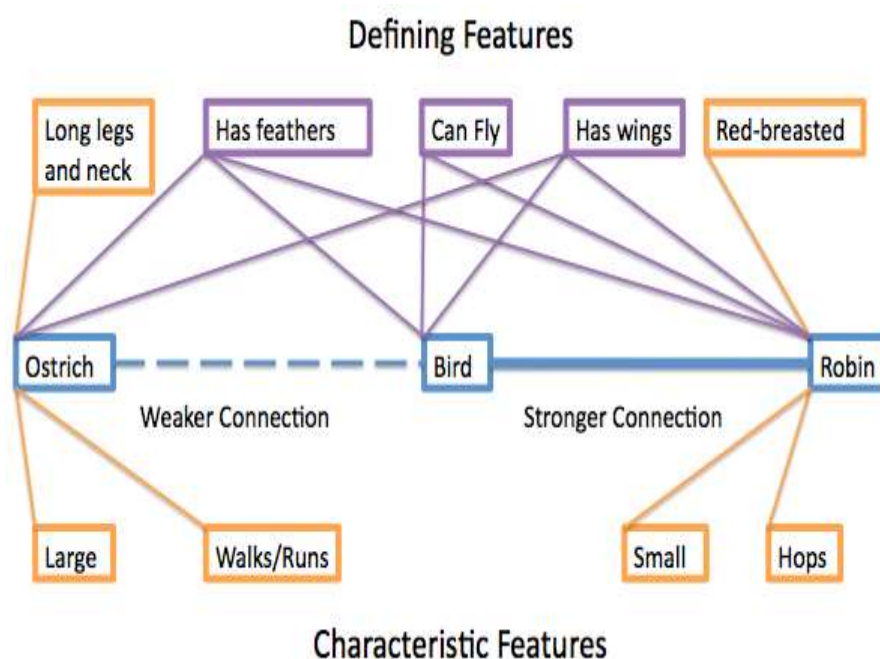 Defining Features
Long legs
and neck
Has feathers
Can Fly
Has wings
Red-breasted
Ostrich
Bird
Robin
Weaker Connection
Stronger Connection
Large
Walks/Runs
Small
Hops
Characteristic Features